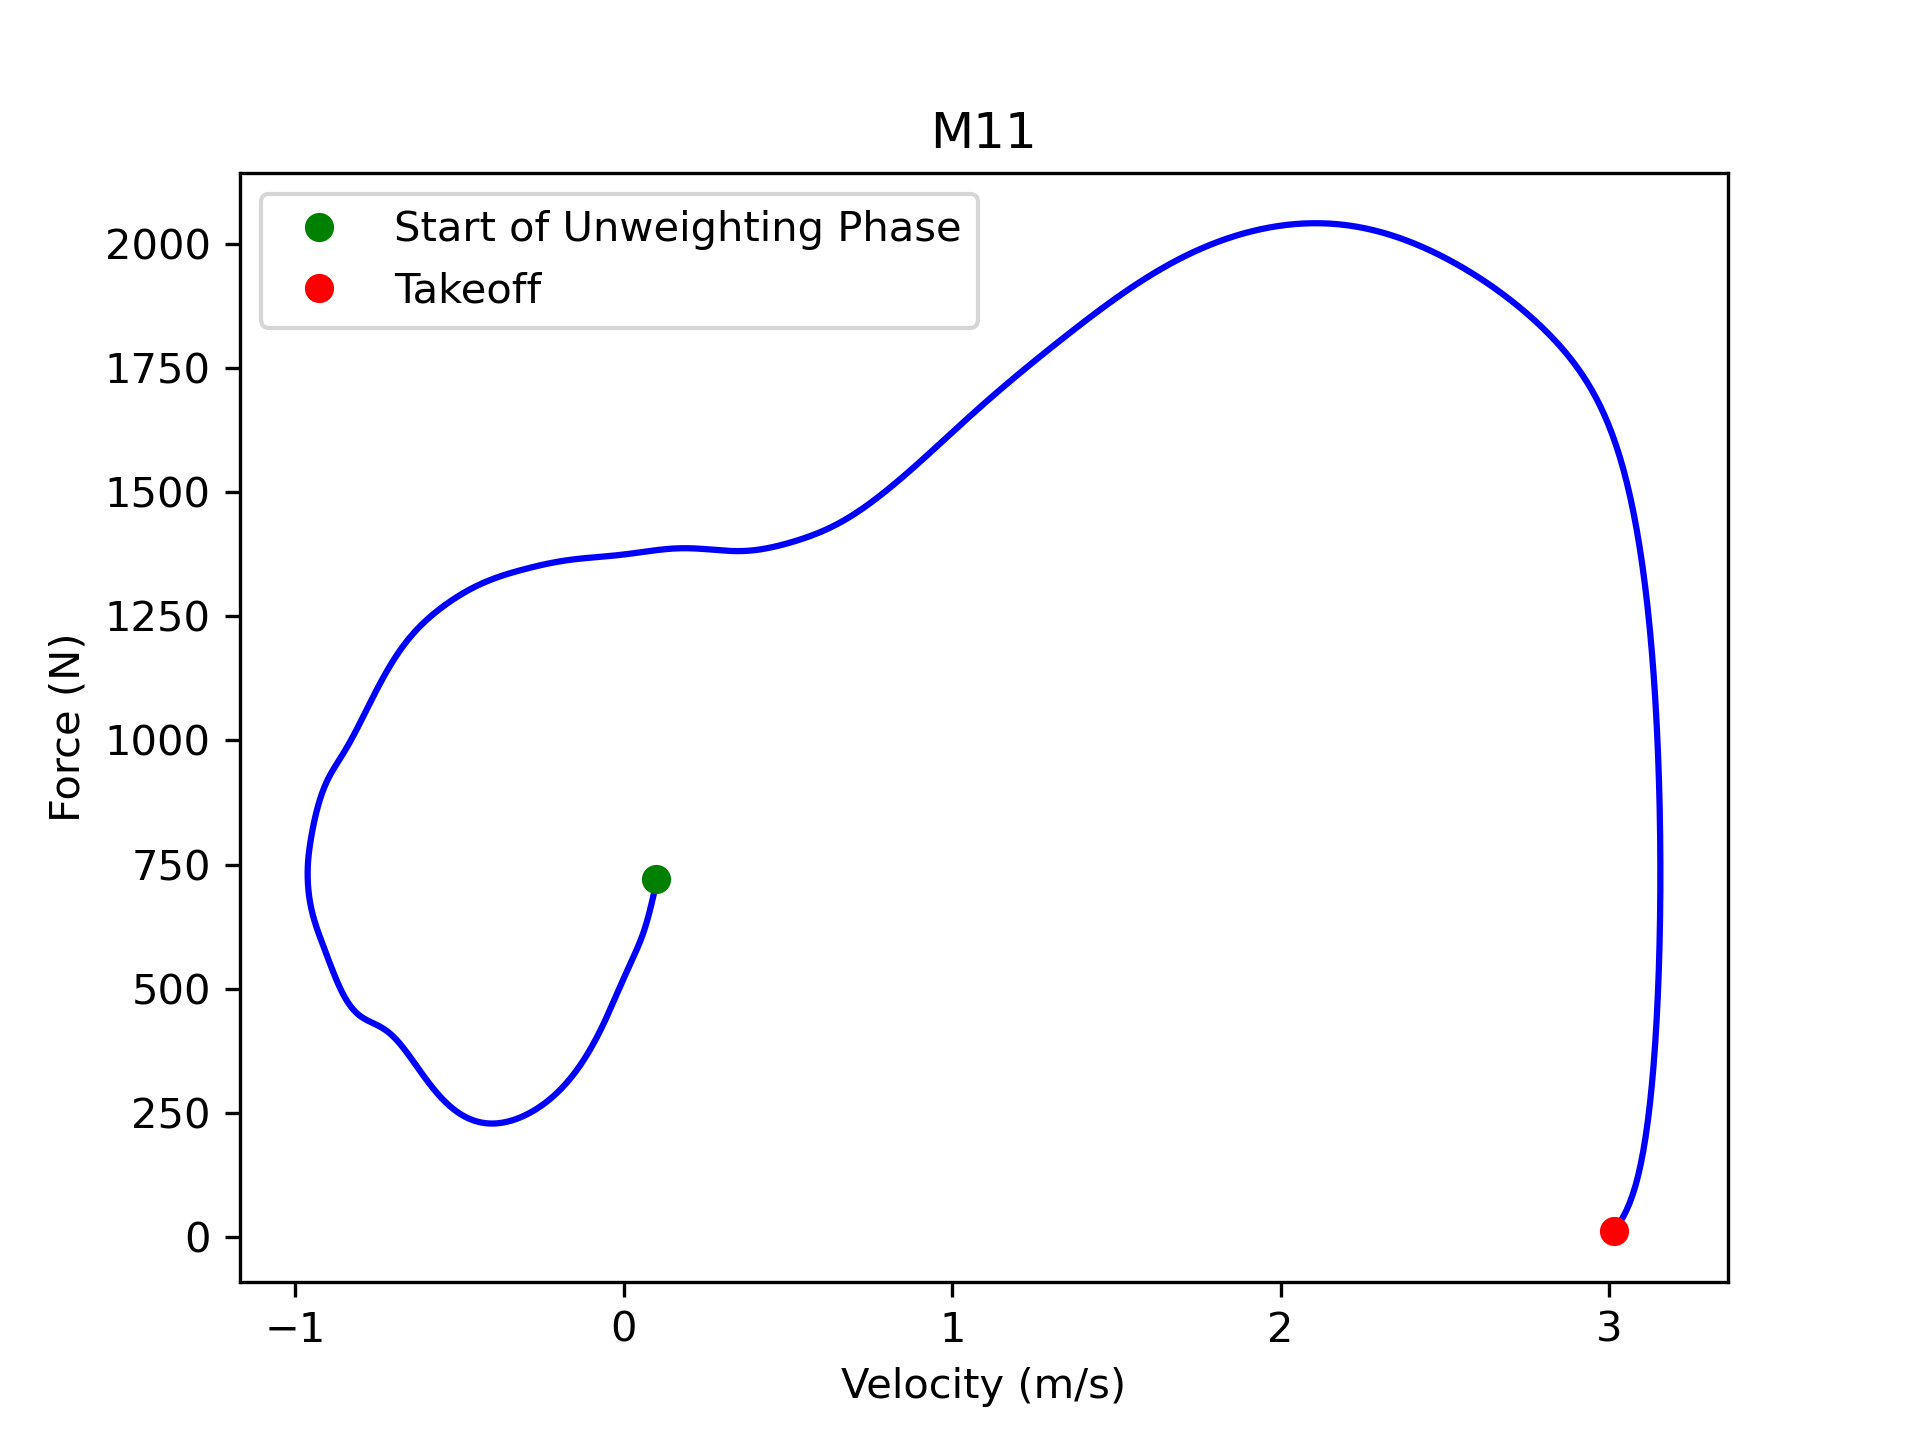 M11
Start of Unweighting Phase
Takeoff
2000
1750
1500
1250
1000
750
500
250
0
Force (N)
−1 0 1 2 3
Velocity (m/s)